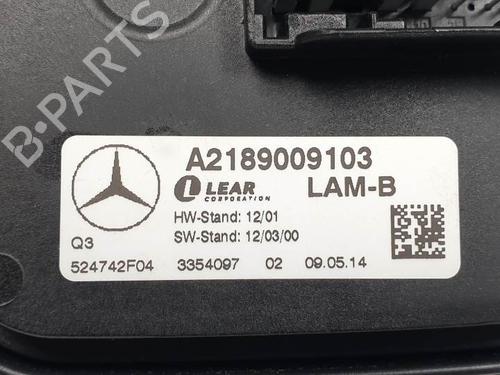 B-PARTS
A2189009103
LEAR
CORPORATION
LAM-B
HW-Stand: 12/01
SW-Stand: 12/03/00
Q3
524742F04 3354097 02 09.05.14